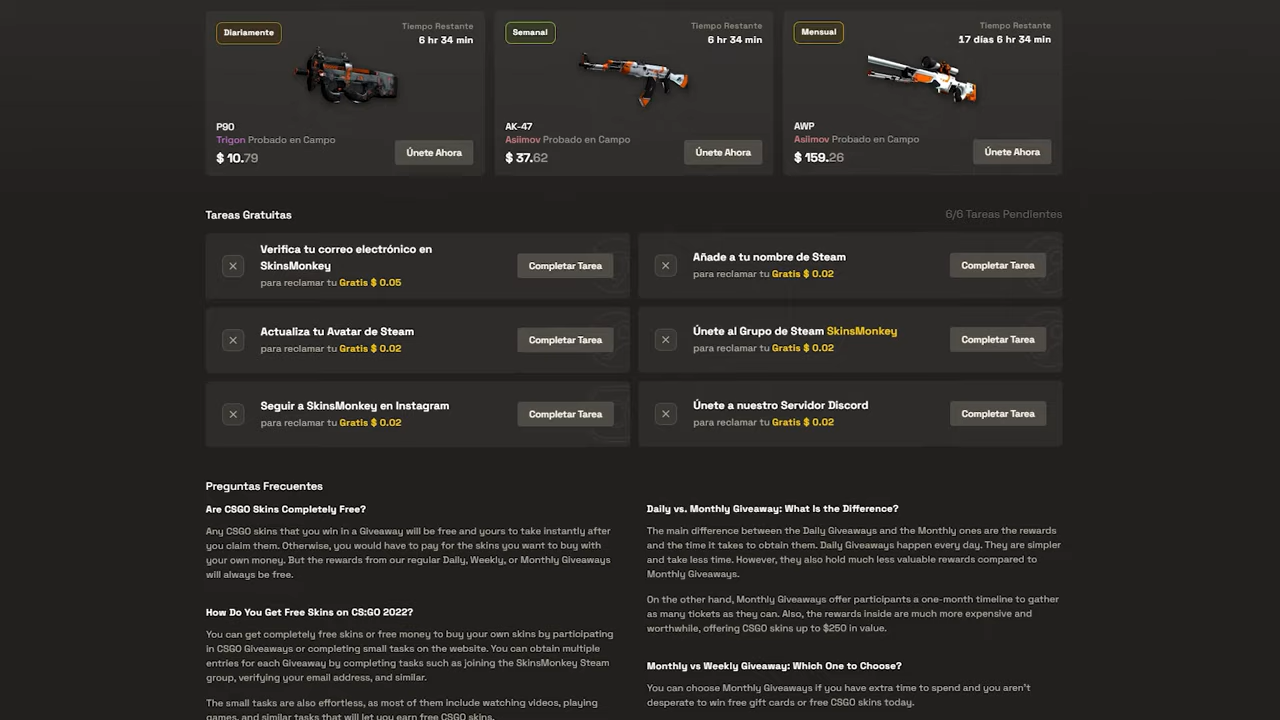 Diariamente
Tiempo Restante
6 hr 34 min
P90
Trigon Probado en Campo
$ 10.79
Únete Ahora
Semanal
Tiempo Restante
6 hr 34 min
AK-47
Asiimov Probado en Campo
$ 37.62
Únete Ahora
Mensual
Tiempo Restante
17 días 6 hr 34 min
AWP
Asiimov Probado en Campo
$ 159.26
Únete Ahora
Tareas Gratuitas
6/6 Tareas Pendientes
Verifica tu correo electrónico en
SkinsMonkey
para reclamar tu Gratis $ 0.05
Completar Tarea
Añade a tu nombre de Steam
para reclamar tu Gratis $ 0.02
Completar Tarea
Actualiza tu Avatar de Steam
para reclamar tu Gratis $ 0.02
Completar Tarea
Únete al Grupo de Steam SkinsMonkey
para reclamar tu Gratis $ 0.02
Completar Tarea
Seguir a SkinsMonkey en Instagram
para reclamar tu Gratis $ 0.02
Completar Tarea
Únete a nuestro Servidor Discord
para reclamar tu Gratis $ 0.02
Completar Tarea
Preguntas Frecuentes
Are CSGO Skins Completely Free?
Any CSGO skins that you win in a Giveaway will be free and yours to take instantly after
you claim them. Otherwise, you would have to pay for the skins you want to buy with
your own money. But the rewards from our regular Daily, Weekly, or Monthly Giveaways
will always be free.
How Do You Get Free Skins on CS:GO 2022?
You can get completely free skins or free money to buy your own skins by participating
in CSGO Giveaways or completing small tasks on the website. You can obtain multiple
entries for each Giveaway by completing tasks such as joining the SkinsMonkey Steam
group, verifying your email address, and similar.
The small tasks are also effortless, as most of them include watching videos, playing
games, and similar tasks that will let you earn free CSGO skins.
Daily vs. Monthly Giveaway: What Is the Difference?
The main difference between the Daily Giveaways and the Monthly ones are the rewards
and the time it takes to obtain them. Daily Giveaways happen every day. They are simpler
and take less time. However, they also hold much less valuable rewards compared to
Monthly Giveaways.
On the other hand, Monthly Giveaways offer participants a one-month timeline to gather
as many tickets as they can. Also, the rewards inside are much more expensive and
worthwhile, offering CSGO skins up to $250 in value.
Monthly vs Weekly Giveaway: Which One to Choose?
You can choose Monthly Giveaways if you have extra time to spend and you aren't
desperate to win free gift cards or free CSGO skins today.